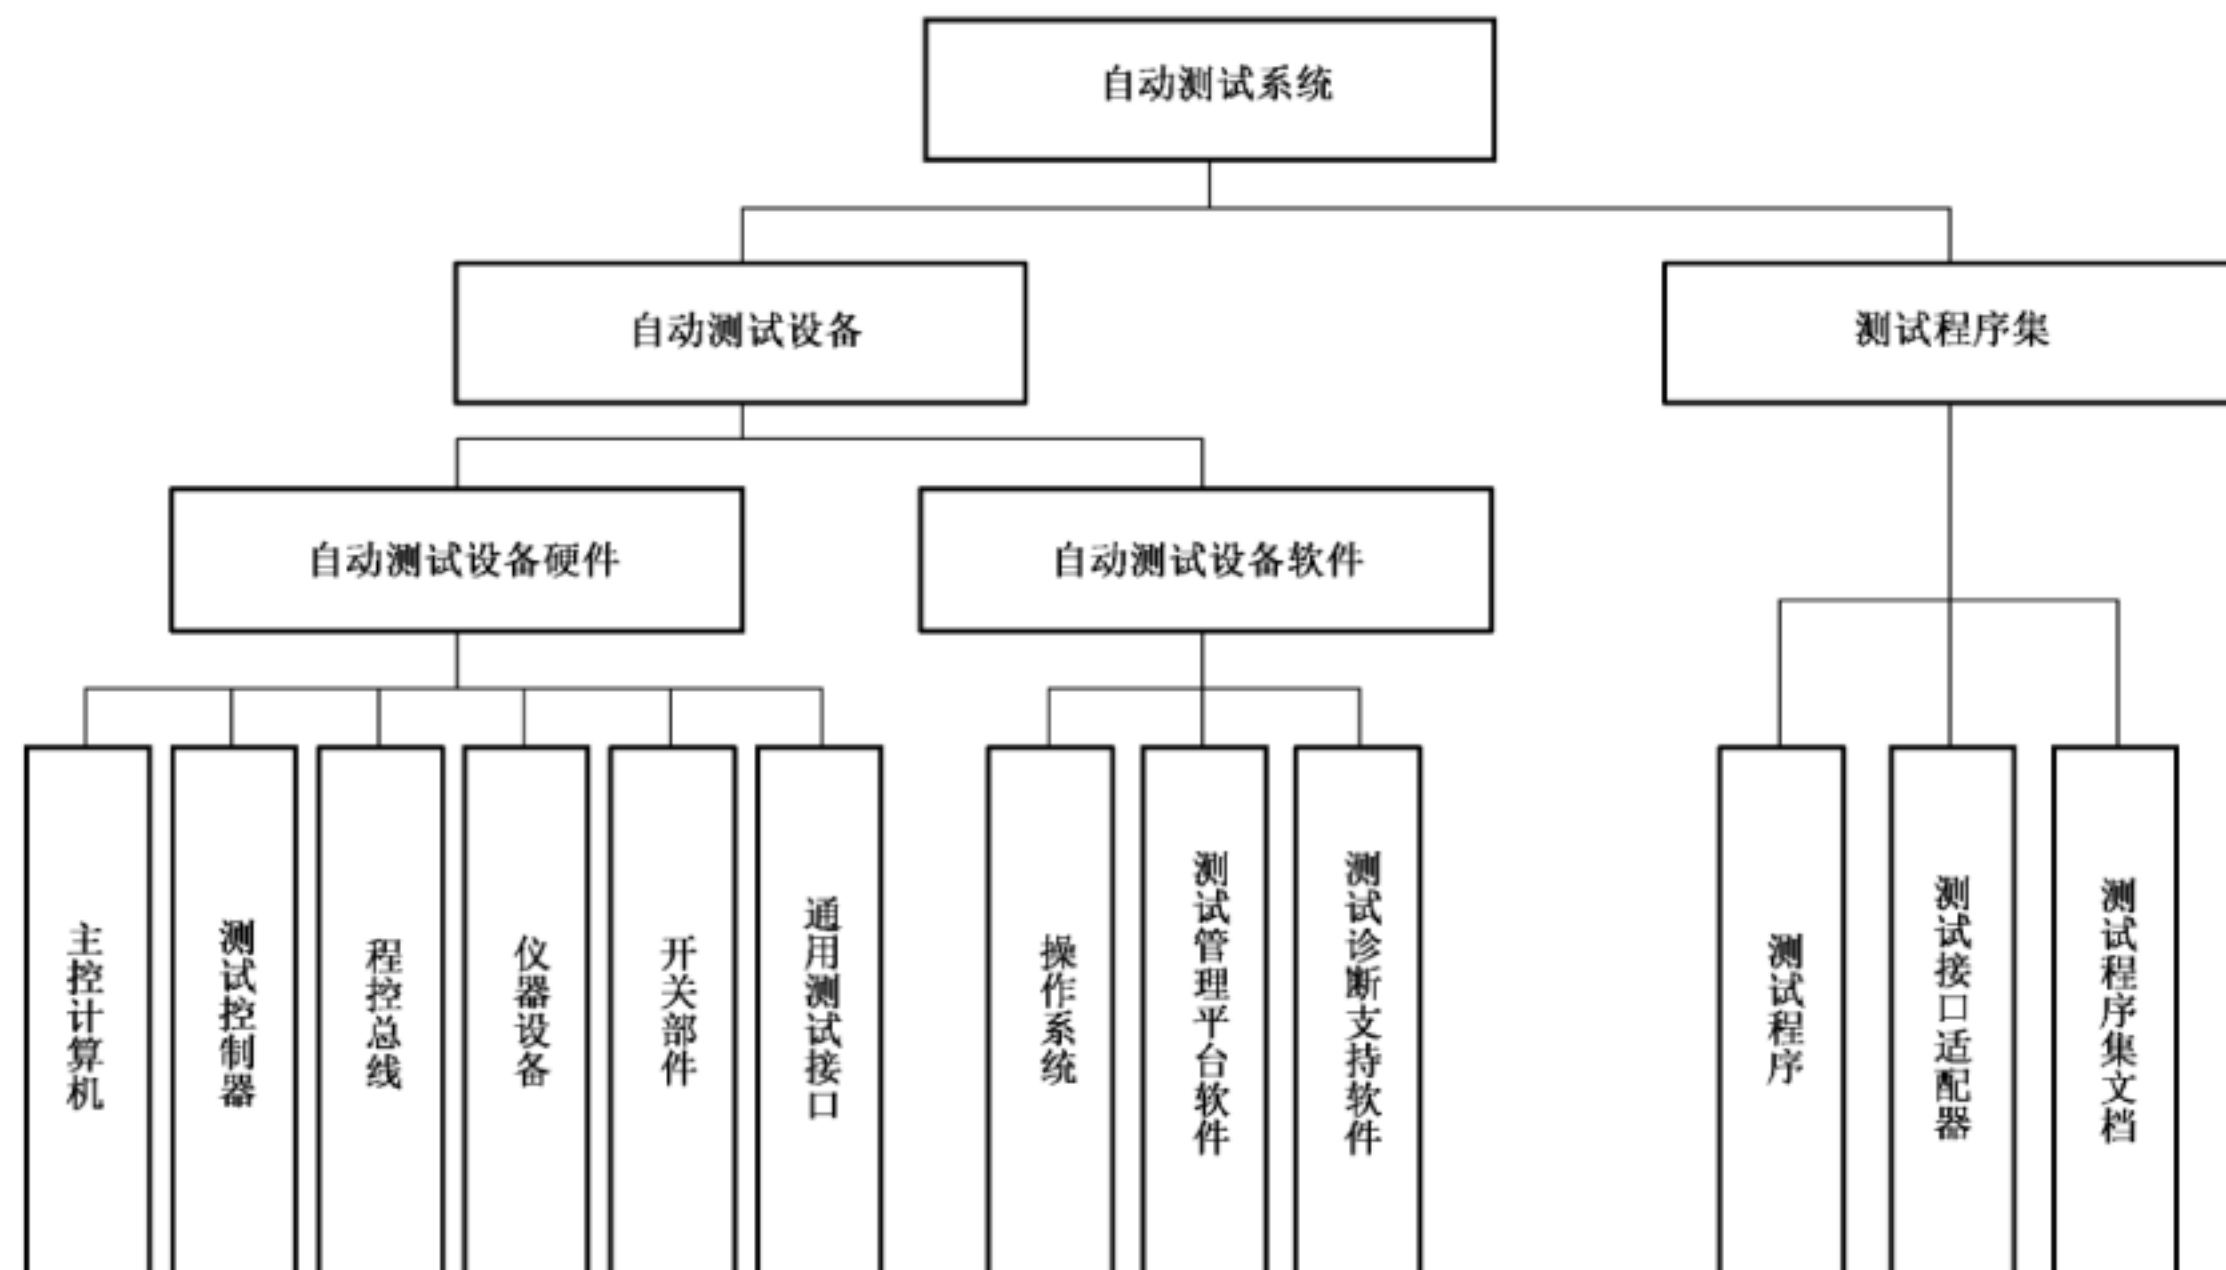 自动测试系统
自动测试设备
测试程序集
自动测试设备硬件
自动测试设备软件
主控计算机
测试控制器
程控总线
仪器设备
开关部件
通用测试接口
操作系统
测试管理平台软件
测试诊断支持软件
测试程序
测试接口适配器
测试程序集文档